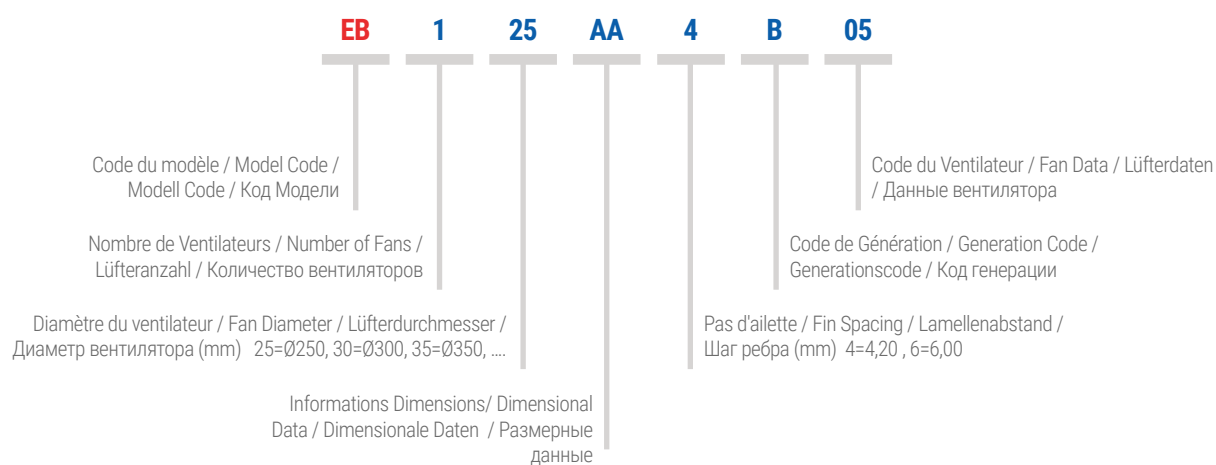 EB 1 25 AA 4 B 05
Code du modèle / Model Code /
Modell Code / Код Модели
Code du Ventilateur / Fan Data / Lüfterdaten
/ Данные вентилятора
Nombre de Ventilateurs / Number of Fans /
Lüfteranzahl / Количество вентиляторов
Code de Génération / Generation Code /
Generationscode / Код генерации
Diamètre du ventilateur / Fan Diameter / Lüfterdurchmesser /
Диаметр вентилятора (mm) 25=Ø250, 30=Ø300, 35=Ø350, ....
Pas d'ailette / Fin Spacing / Lamellenabstand /
Шаг ребра (mm) 4=4,20 , 6=6,00
Informations Dimensions/ Dimensional
Data / Dimensionale Daten / Размерные
данные